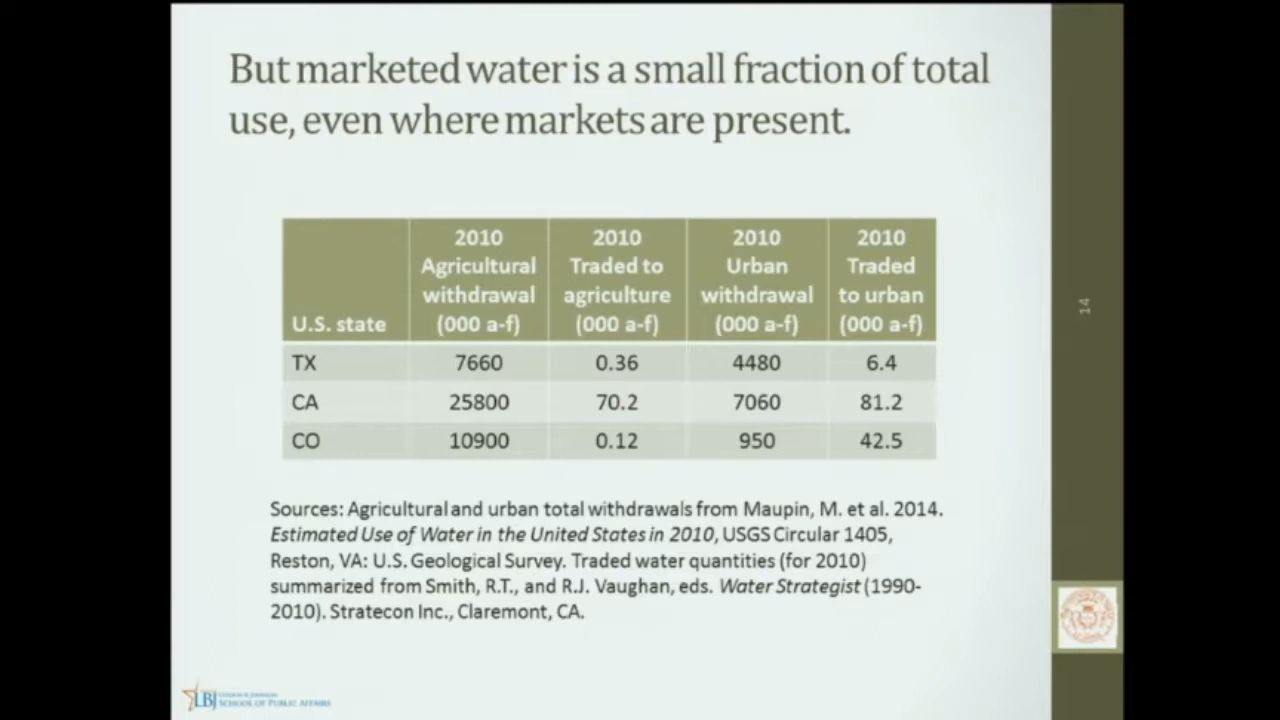 But marketed water is a small fraction of total
use, even where markets are present.
2010 2010 2010 2010
Agricultural Traded to Urban Traded
withdrawal agriculture withdrawal to urban
U.S. state (000 a-f) (000 a-f) (000 a-f) (000 a-f)
TX 7660 0.36 4480 6.4
CA 25800 70.2 7060 81.2
CO 10900 0.12 950 42.5
Sources: Agricultural and urban total withdrawals from Maupin, M. et al. 2014.
Estimated Use of Water in the United States in 2010, USGS Circular 1405,
Reston, VA: U.S. Geological Survey. Traded water quantities (for 2010)
summarized from Smith, R.T., and R.J. Vaughan, eds. Water Strategist (1990-
2010). Stratecon Inc., Claremont, CA.
14
LBJ
SCHOOL OF PUBLIC AFFAIRS